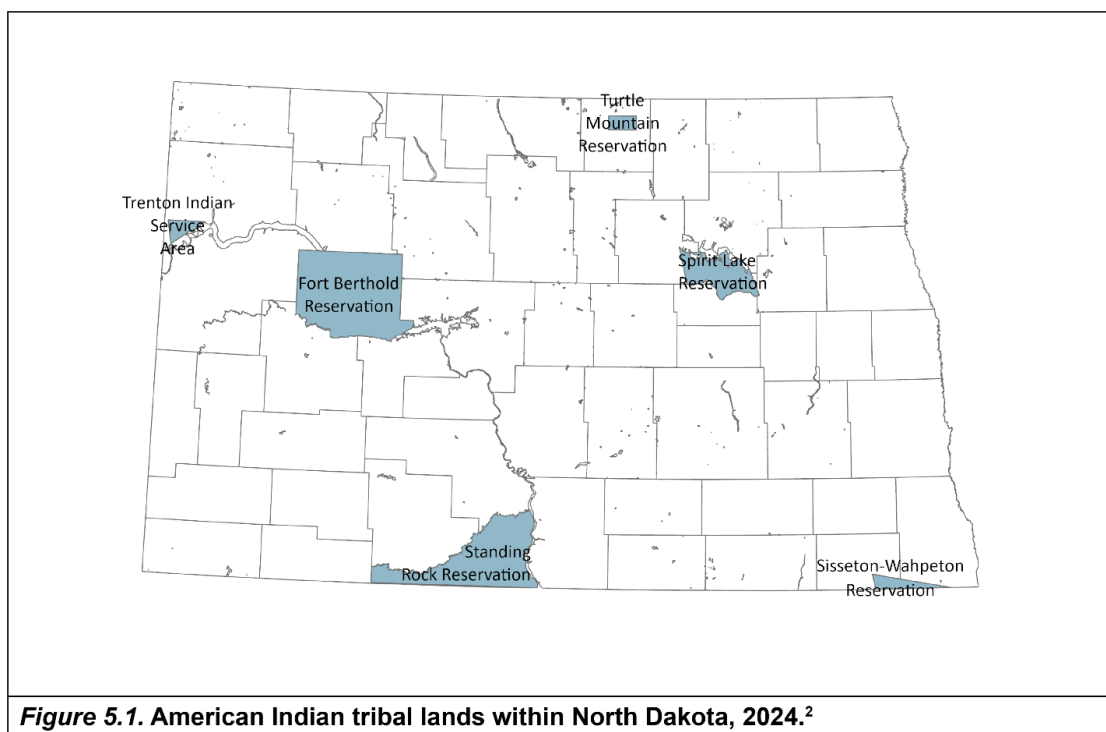 Turtle
Mountain
Reservation
Trenton Indian
Service
Area
Spirit Lake
Reservation
Fort Berthold
Reservation
Standing
Rock Reservation
Sisseton-Wahpeton
Reservation
Figure 5.1. American Indian tribal lands within North Dakota, 2024.²